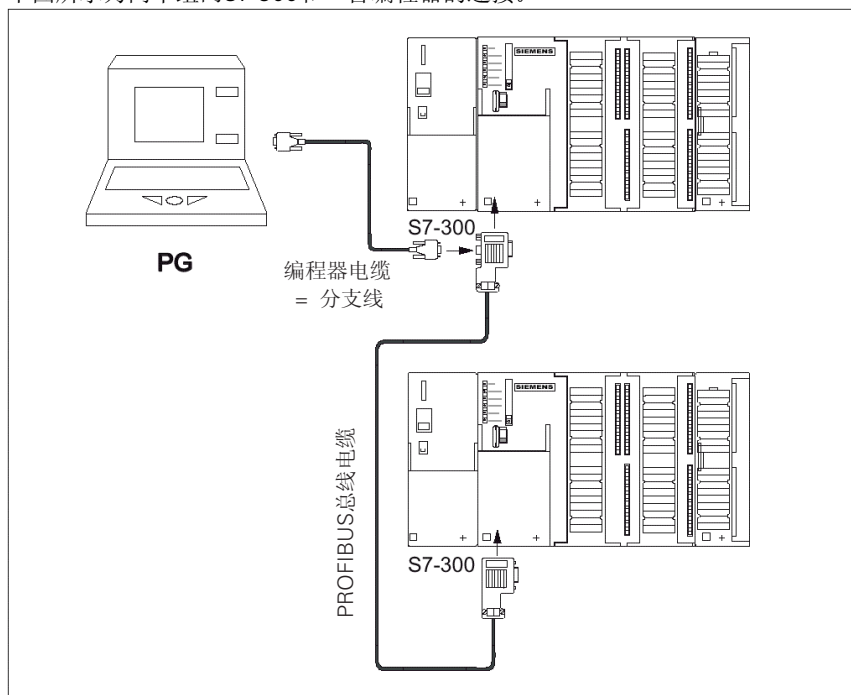 下图所示为两个组网S7-300和一台编程器的连接。
SIEMENS
S7-300
PG
编程器电缆
= 分支线
PROFIBUS总线电缆
SIEMENS
S7-300